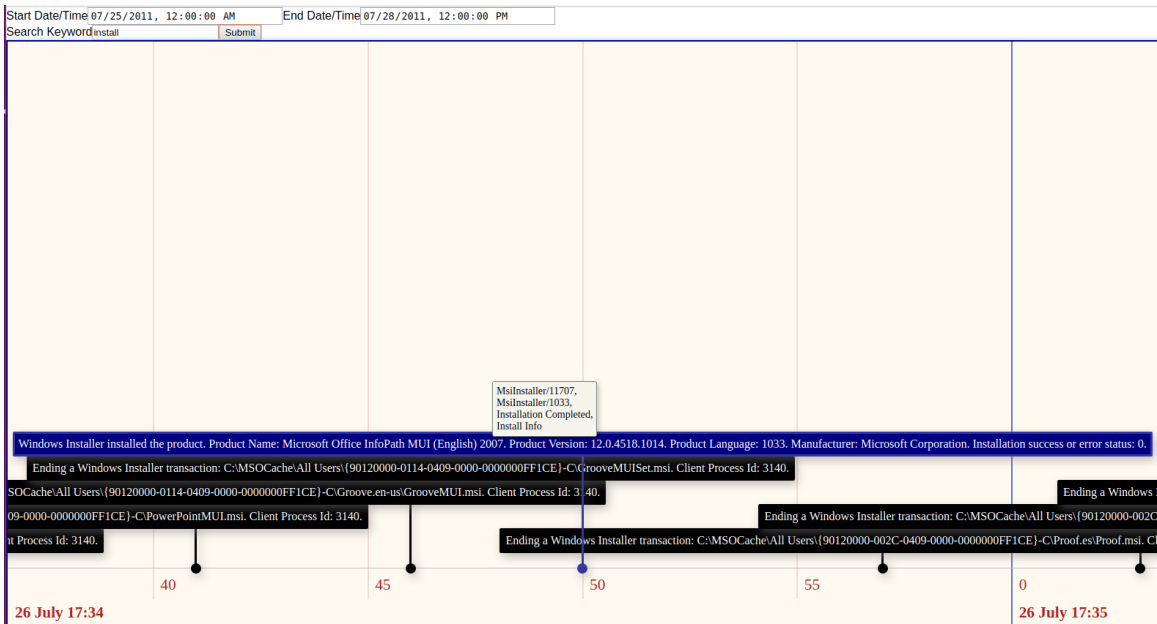 Start Date/Time 07/25/2011, 12:00:00 AM End Date/Time 07/28/2011, 12:00:00 PM
Search Keyword install Submit
MsiInstaller/11707,
MsiInstaller/1033,
Installation Completed,
Install Info
Windows Installer installed the product. Product Name: Microsoft Office InfoPath MUI (English) 2007. Product Version: 12.0.4518.1014. Product Language: 1033. Manufacturer: Microsoft Corporation. Installation success or error status: 0.
Ending a Windows Installer transaction: C:\MSOCache\All Users\{90120000-0114-0409-0000-0000000FF1CE}-C\GrooveMUISet.msi. Client Process Id: 3140.
SOCache\All Users\{90120000-0114-0409-0000-0000000FF1CE}-C\Groove.en-us\GrooveMUI.msi. Client Process Id: 3140. Ending a Windows I
09-0000-0000000FF1CE}-C\PowerPointMUI.msi. Client Process Id: 3140. Ending a Windows Installer transaction: C:\MSOCache\All Users\{90120000-002C
nt Process Id: 3140. Ending a Windows Installer transaction: C:\MSOCache\All Users\{90120000-002C-0409-0000-0000000FF1CE}-C\Proof.es\Proof.msi. Cl
40 45 50 55 0
26 July 17:34 26 July 17:35